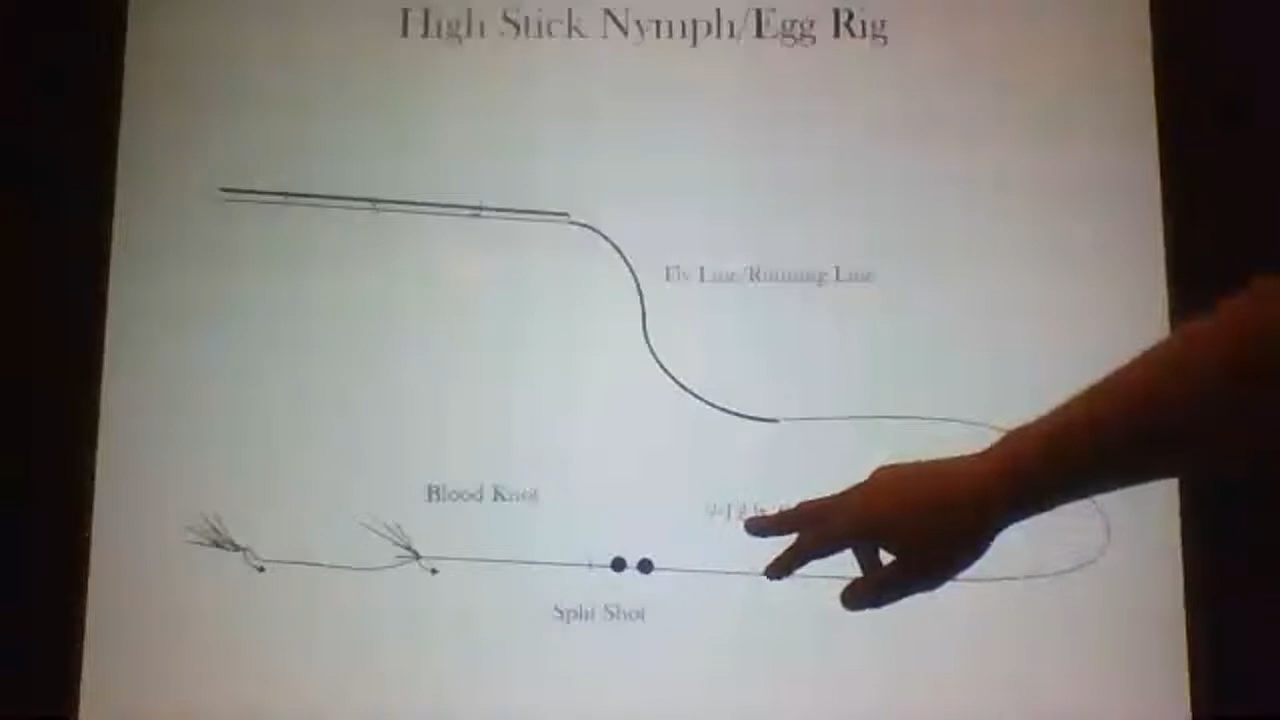 High Stick Nymph/Egg Rig
Fly Line/Running Line
Blood Knot
Split Shot